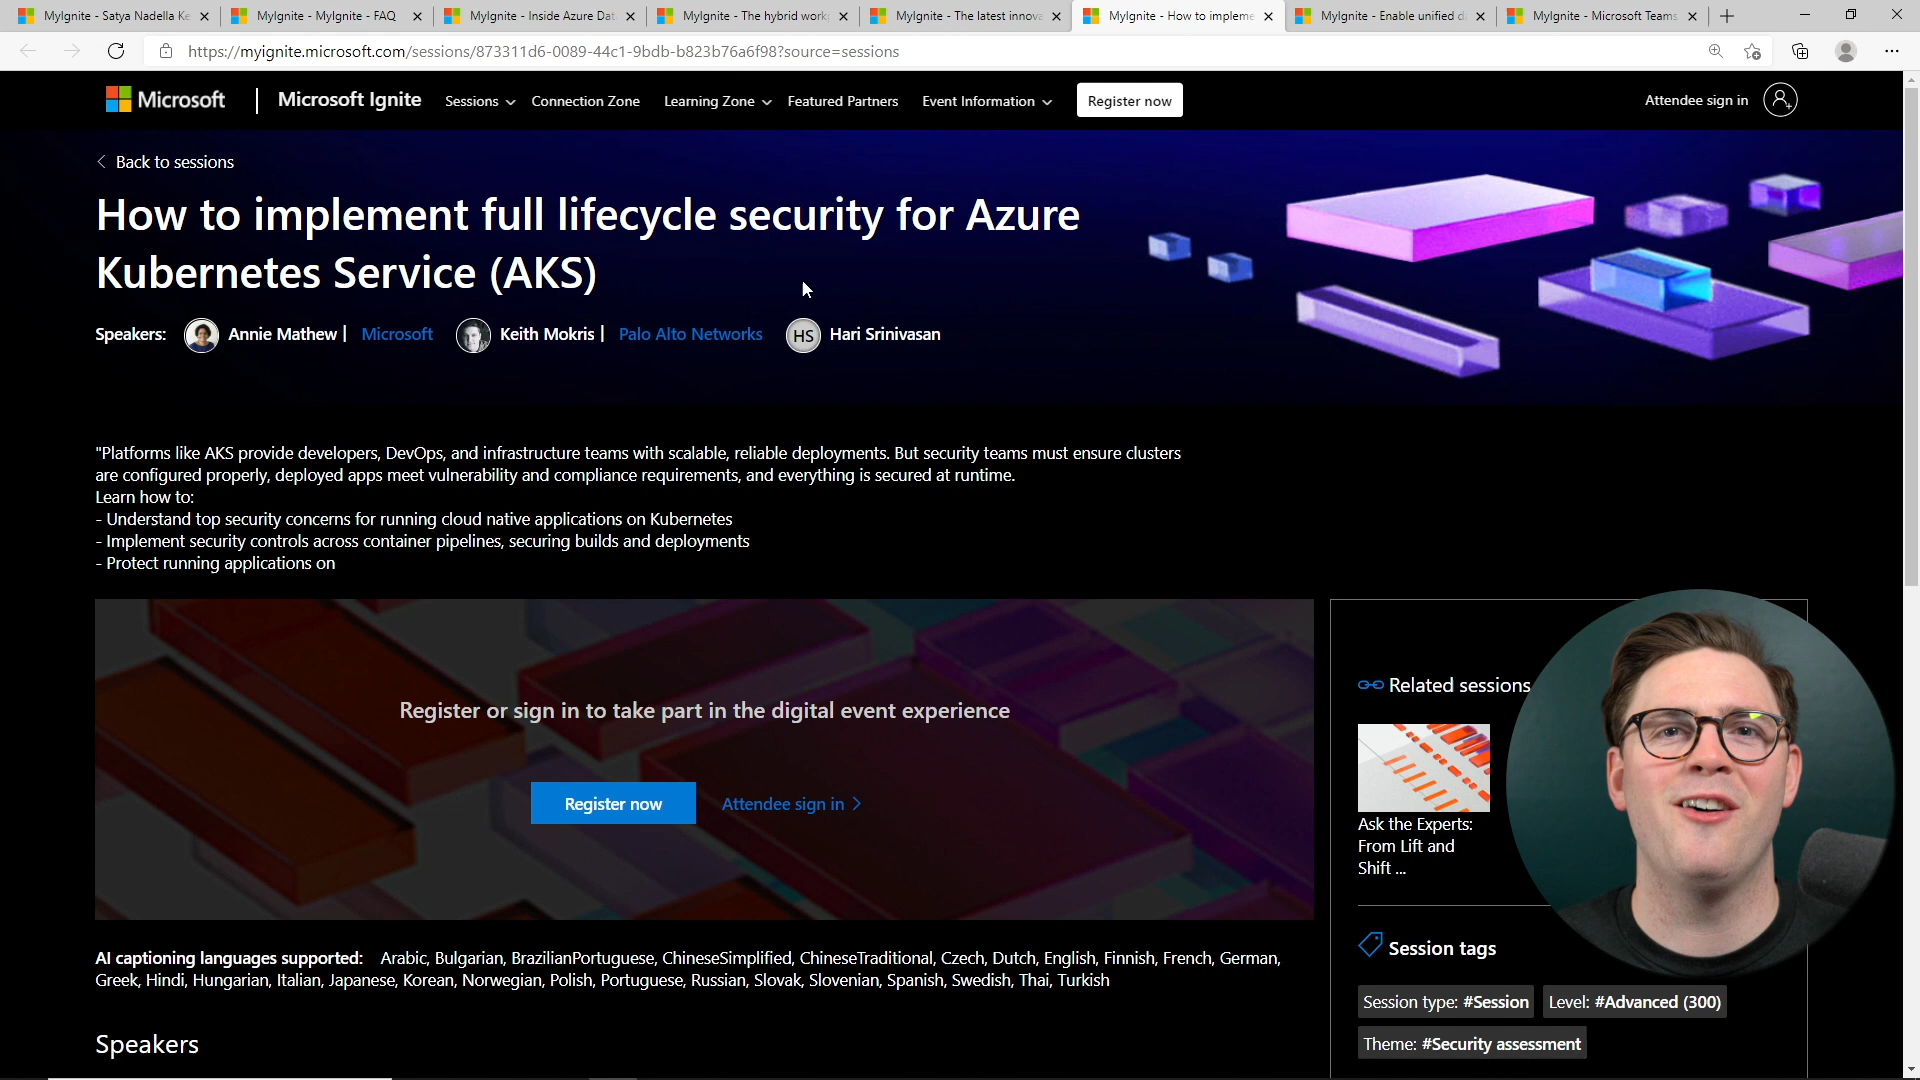 MyIgnite - Satya Nadella Ke
MyIgnite - MyIgnite - FAQ
MyIgnite - Inside Azure Dat
MyIgnite - The hybrid work
MyIgnite - The latest innova
MyIgnite - How to impleme
MyIgnite - Enable unified d
MyIgnite - Microsoft Teams
https://myignite.microsoft.com/sessions/873311d6-0089-44c1-9bdb-b823b76a6f98?source=sessions
Microsoft
Microsoft Ignite
Sessions
Connection Zone
Learning Zone
Featured Partners
Event Information
Register now
Attendee sign in
Back to sessions
How to implement full lifecycle security for Azure
Kubernetes Service (AKS)
Speakers: Annie Mathew | Microsoft Keith Mokris | Palo Alto Networks HS Hari Srinivasan
"Platforms like AKS provide developers, DevOps, and infrastructure teams with scalable, reliable deployments. But security teams must ensure clusters
are configured properly, deployed apps meet vulnerability and compliance requirements, and everything is secured at runtime.
Learn how to:
- Understand top security concerns for running cloud native applications on Kubernetes
- Implement security controls across container pipelines, securing builds and deployments
- Protect running applications on
Register or sign in to take part in the digital event experience
Register now
Attendee sign in
Related sessions
Ask the Experts:
From Lift and
Shift ...
AI captioning languages supported: Arabic, Bulgarian, BrazilianPortuguese, ChineseSimplified, ChineseTraditional, Czech, Dutch, English, Finnish, French, German,
Greek, Hindi, Hungarian, Italian, Japanese, Korean, Norwegian, Polish, Portuguese, Russian, Slovak, Slovenian, Spanish, Swedish, Thai, Turkish
Session tags
Session type: #Session
Level: #Advanced (300)
Theme: #Security assessment
Speakers